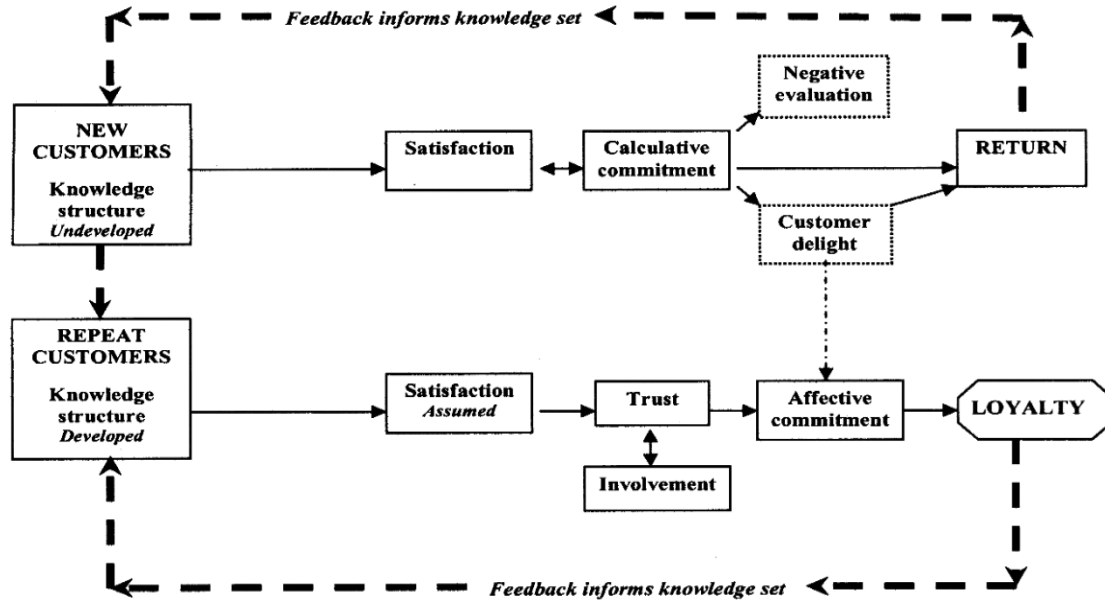 Feedback informs knowledge set
NEW
CUSTOMERS
Knowledge
structure
Undeveloped
Satisfaction
Calculative
commitment
Negative
evaluation
RETURN
Customer
delight
REPEAT
CUSTOMERS
Knowledge
structure
Developed
Satisfaction
Assumed
Trust
Affective
commitment
LOYALTY
Involvement
Feedback informs knowledge set